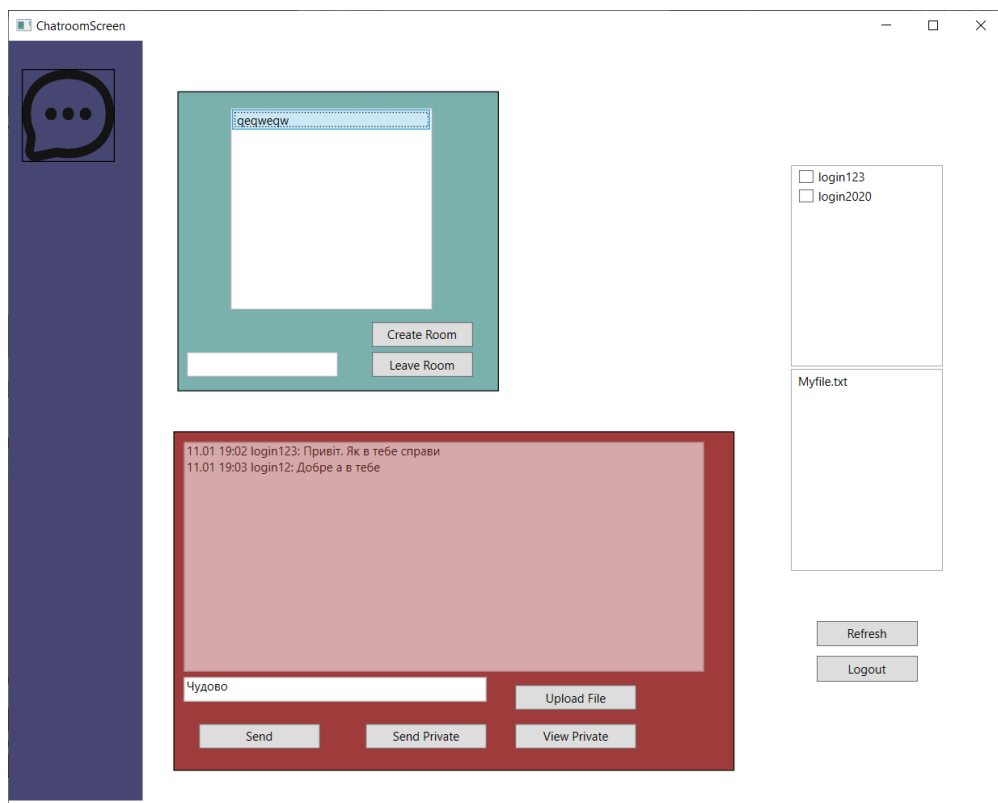 ChatroomScreen
qeqweqw
Create Room
Leave Room
login123
login2020
Myfile.txt
11.01 19:02 login123: Привіт. Як в тебе справи
11.01 19:03 login12: Добре а в тебе
Чудово
Upload File
Send
Send Private
View Private
Refresh
Logout